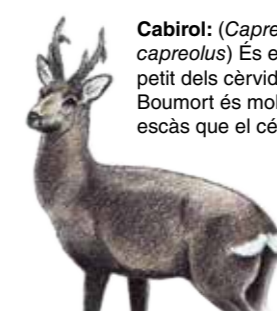 Cabirol: (Capre
capreolus) És e
petit dels cèrvid
Boumort és mol
escàs que el cé